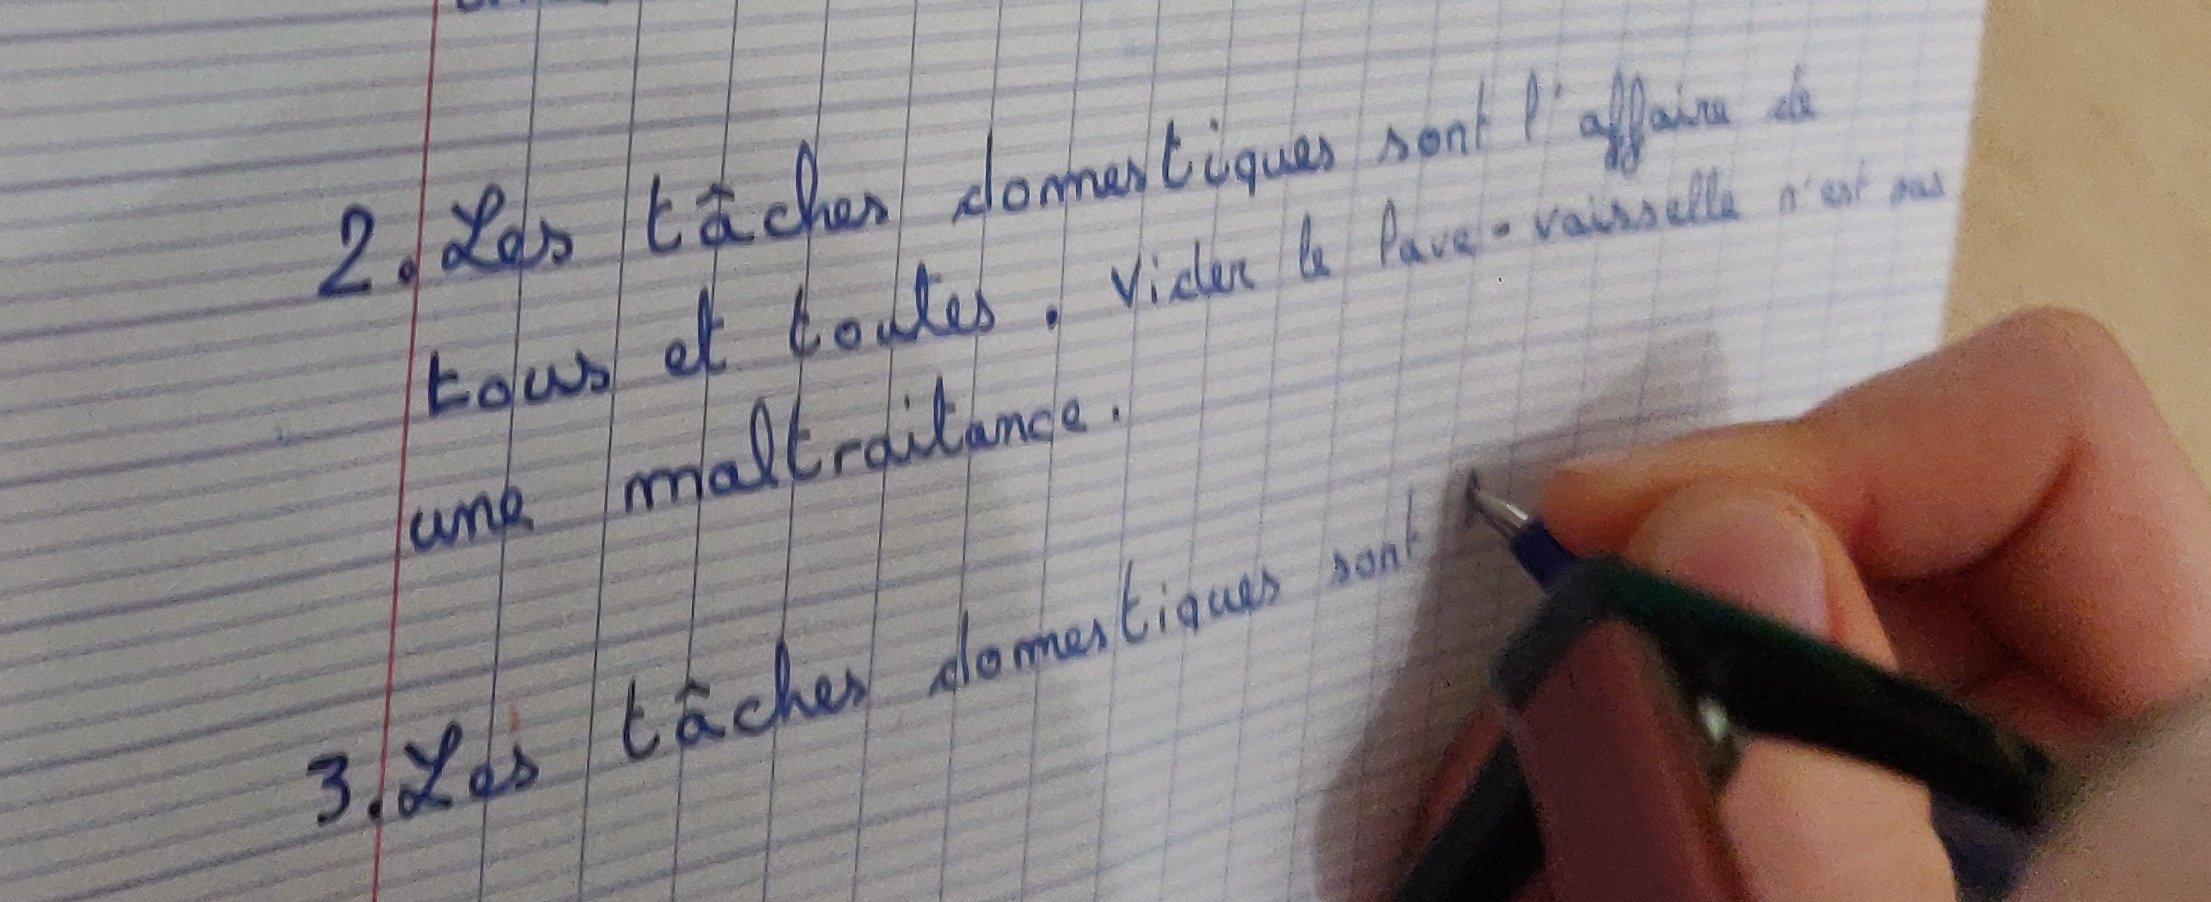 2. Les tâches domestiques sont l'affaire de
tous et toutes. Vider le lave-vaisselle n'est pas
une maltraitance.
3. Les tâches domestiques sont